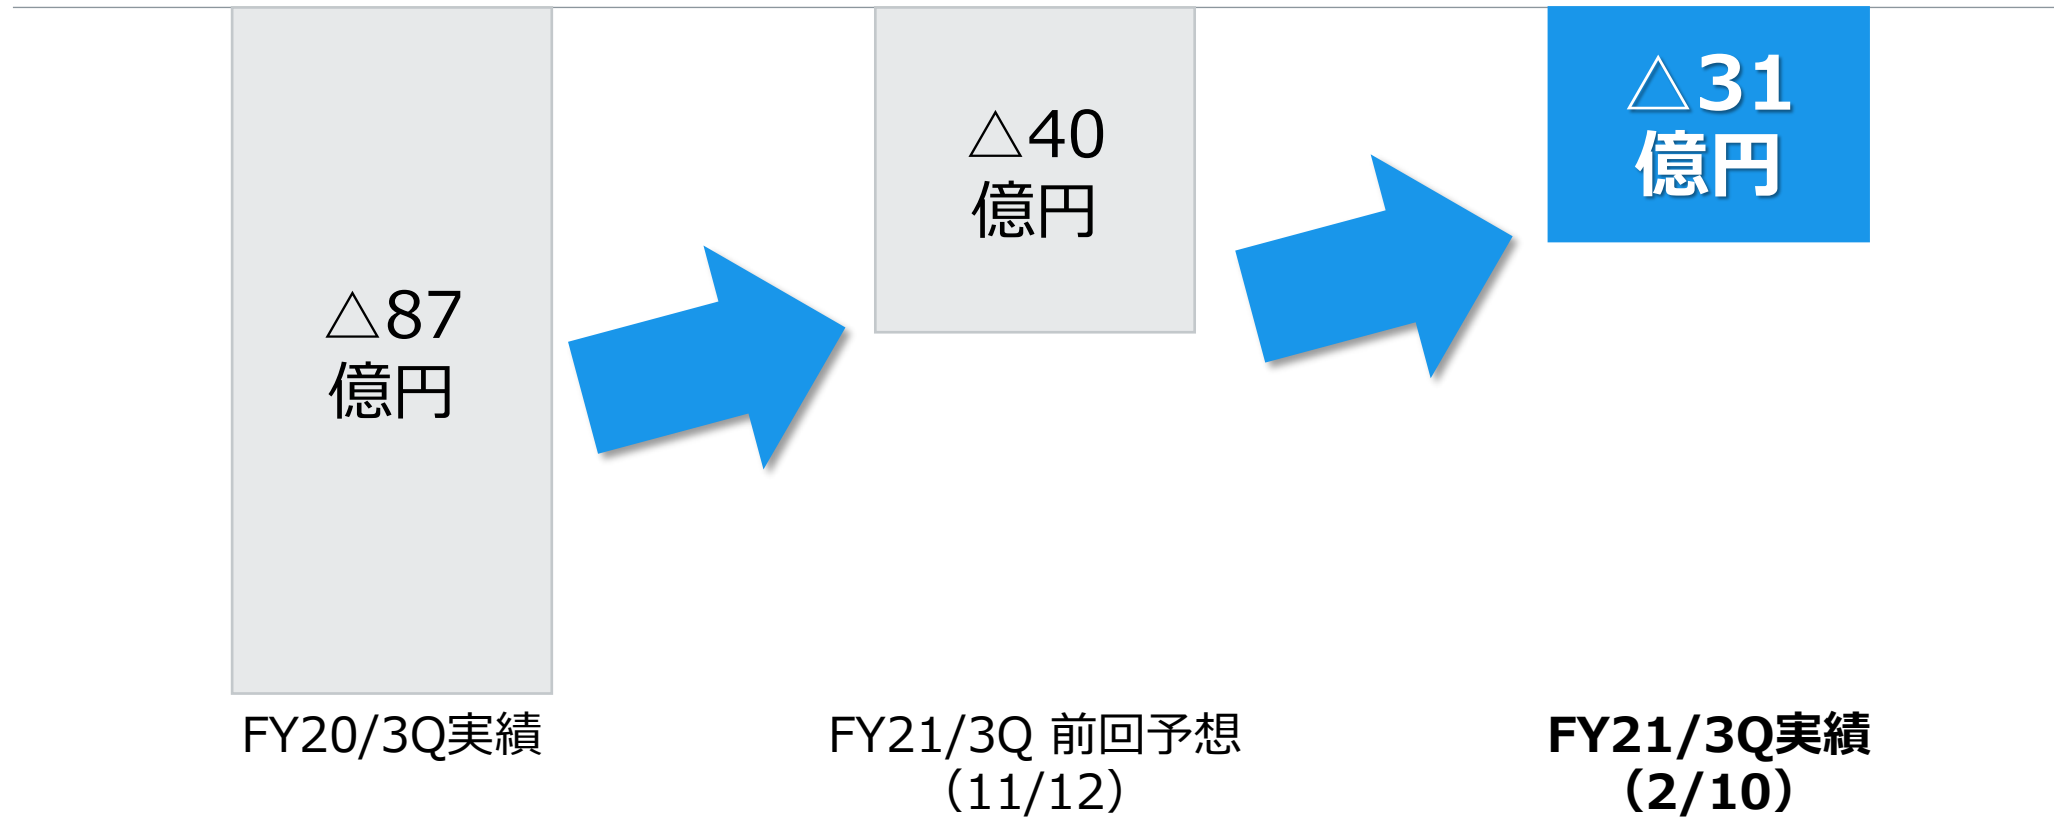 △87
億円
△40
億円
△31
億円
FY20/3Q実績
FY21/3Q 前回予想
（11/12）
FY21/3Q実績
（2/10）